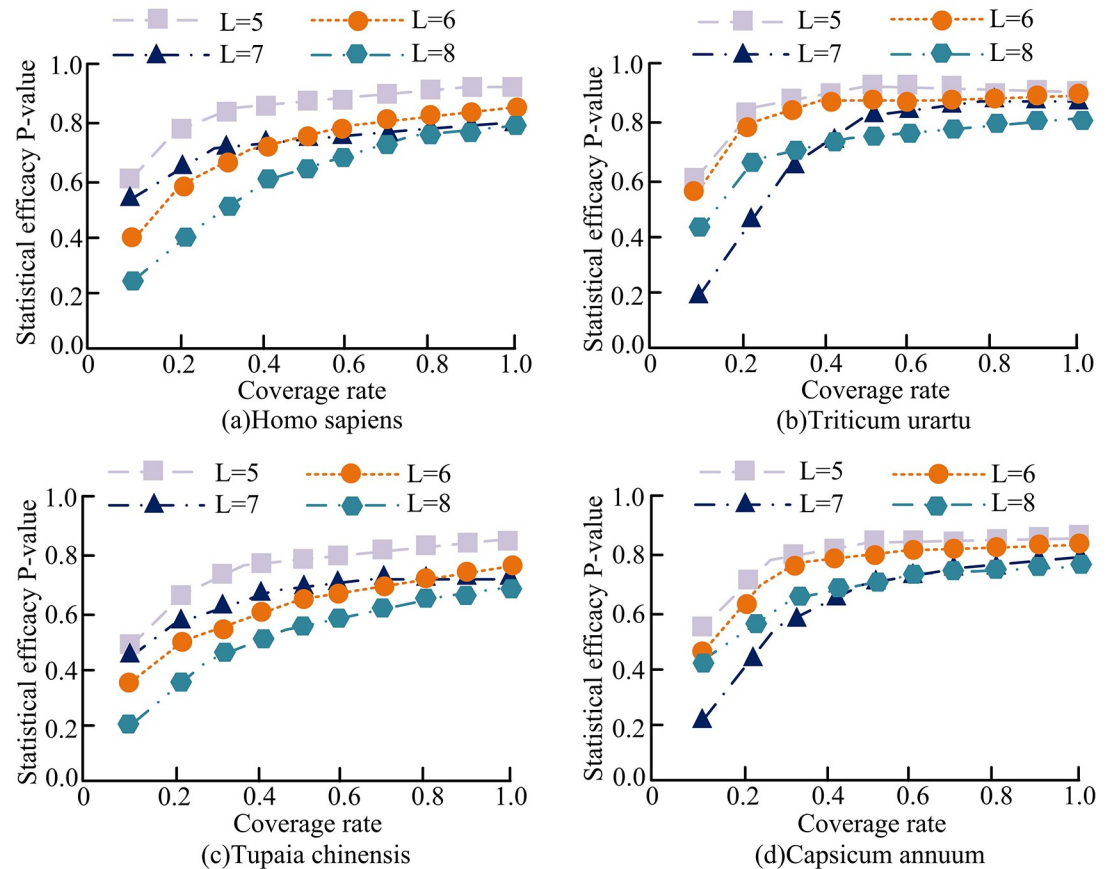 L=5 L=6
L=7 L=8
Statistical efficacy P-value
1.0
0.8
0.6
0.4
0.2
0.0
0 0.2 0.4 0.6 0.8 1.0
Coverage rate
(a)Homo sapiens
L=5 L=6
L=7 L=8
Statistical efficacy P-value
1.0
0.8
0.6
0.4
0.2
0.0
0 0.2 0.4 0.6 0.8 1.0
Coverage rate
(b)Triticum urartu
L=5 L=6
L=7 L=8
Statistical efficacy P-value
1.0
0.8
0.6
0.4
0.2
0.0
0 0.2 0.4 0.6 0.8 1.0
Coverage rate
(c)Tupaia chinensis
L=5 L=6
L=7 L=8
Statistical efficacy P-value
1.0
0.8
0.6
0.4
0.2
0.0
0 0.2 0.4 0.6 0.8 1.0
Coverage rate
(d)Capsicum annuum